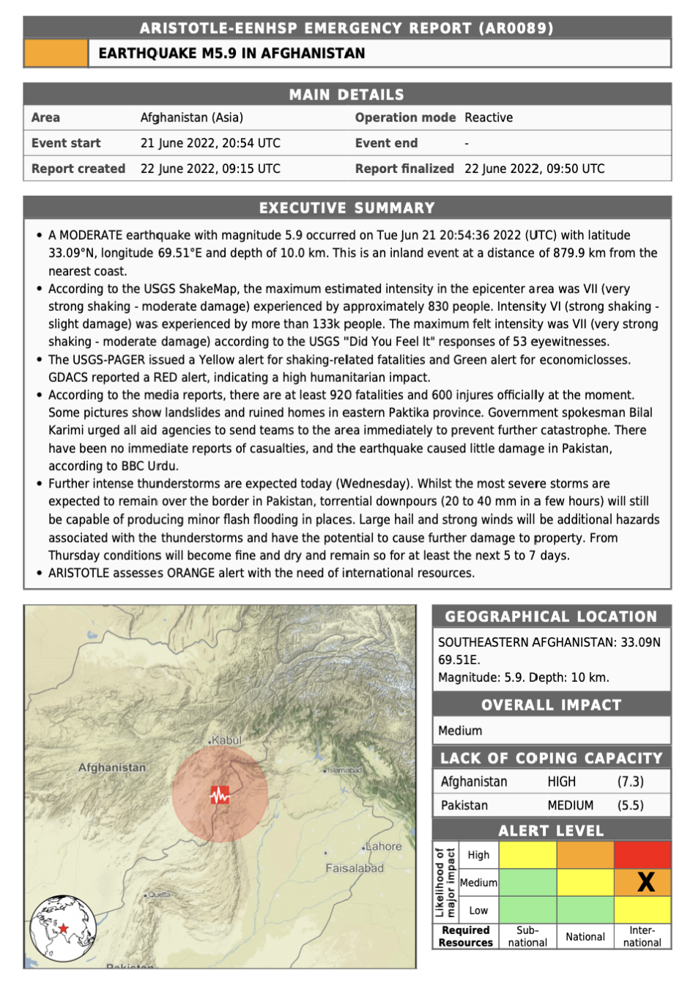 ARISTOTLE-EENHSP EMERGENCY REPORT (AR0089)
EARTHQUAKE M5.9 IN AFGHANISTAN
MAIN DETAILS
Area Afghanistan (Asia) Operation mode Reactive
Event start 21 June 2022, 20:54 UTC Event end -
Report created 22 June 2022, 09:15 UTC Report finalized 22 June 2022, 09:50 UTC
EXECUTIVE SUMMARY
• A MODERATE earthquake with magnitude 5.9 occurred on Tue Jun 21 20:54:36 2022 (UTC) with latitude
33.09°N, longitude 69.51°E and depth of 10.0 km. This is an inland event at a distance of 879.9 km from the
nearest coast.
• According to the USGS ShakeMap, the maximum estimated intensity in the epicenter area was VII (very
strong shaking - moderate damage) experienced by approximately 830 people. Intensity VI (strong shaking -
slight damage) was experienced by more than 133k people. The maximum felt intensity was VII (very strong
shaking - moderate damage) according to the USGS "Did You Feel It" responses of 53 eyewitnesses.
• The USGS-PAGER issued a Yellow alert for shaking-related fatalities and Green alert for economiclosses.
GDACS reported a RED alert, indicating a high humanitarian impact.
• According to the media reports, there are at least 920 fatalities and 600 injures officially at the moment.
Some pictures show landslides and ruined homes in eastern Paktika province. Government spokesman Bilal
Karimi urged all aid agencies to send teams to the area immediately to prevent further catastrophe. There
have been no immediate reports of casualties, and the earthquake caused little damage in Pakistan,
according to BBC Urdu.
• Further intense thunderstorms are expected today (Wednesday). Whilst the most severe storms are
expected to remain over the border in Pakistan, torrential downpours (20 to 40 mm in a few hours) will still
be capable of producing minor flash flooding in places. Large hail and strong winds will be additional hazards
associated with the thunderstorms and have the potential to cause further damage to property. From
Thursday conditions will become fine and dry and remain so for at least the next 5 to 7 days.
• ARISTOTLE assesses ORANGE alert with the need of international resources.
Kabul
Afghanistan
Islamabad
Lahore
Faisalabad
Quetta
Pakistan
GEOGRAPHICAL LOCATION
SOUTHEASTERN AFGHANISTAN: 33.09N
69.51E.
Magnitude: 5.9. Depth: 10 km.
OVERALL IMPACT
Medium
LACK OF COPING CAPACITY
Afghanistan HIGH (7.3)
Pakistan MEDIUM (5.5)
ALERT LEVEL
Likelihood of
major impact
High
Medium X
Low
Required
Resources
Sub-
national
National
Inter-
national